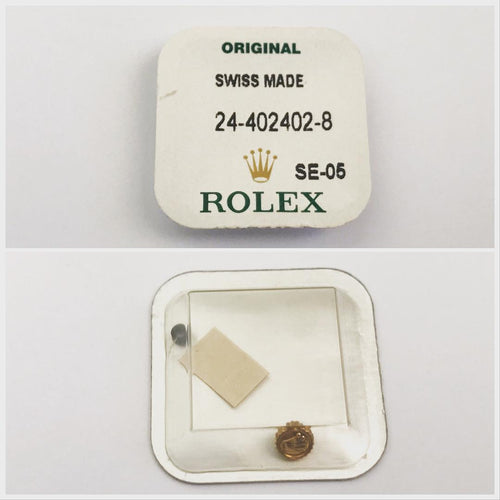 ORIGINAL
SWISS MADE
24-402402-8
SE-05
ROLEX